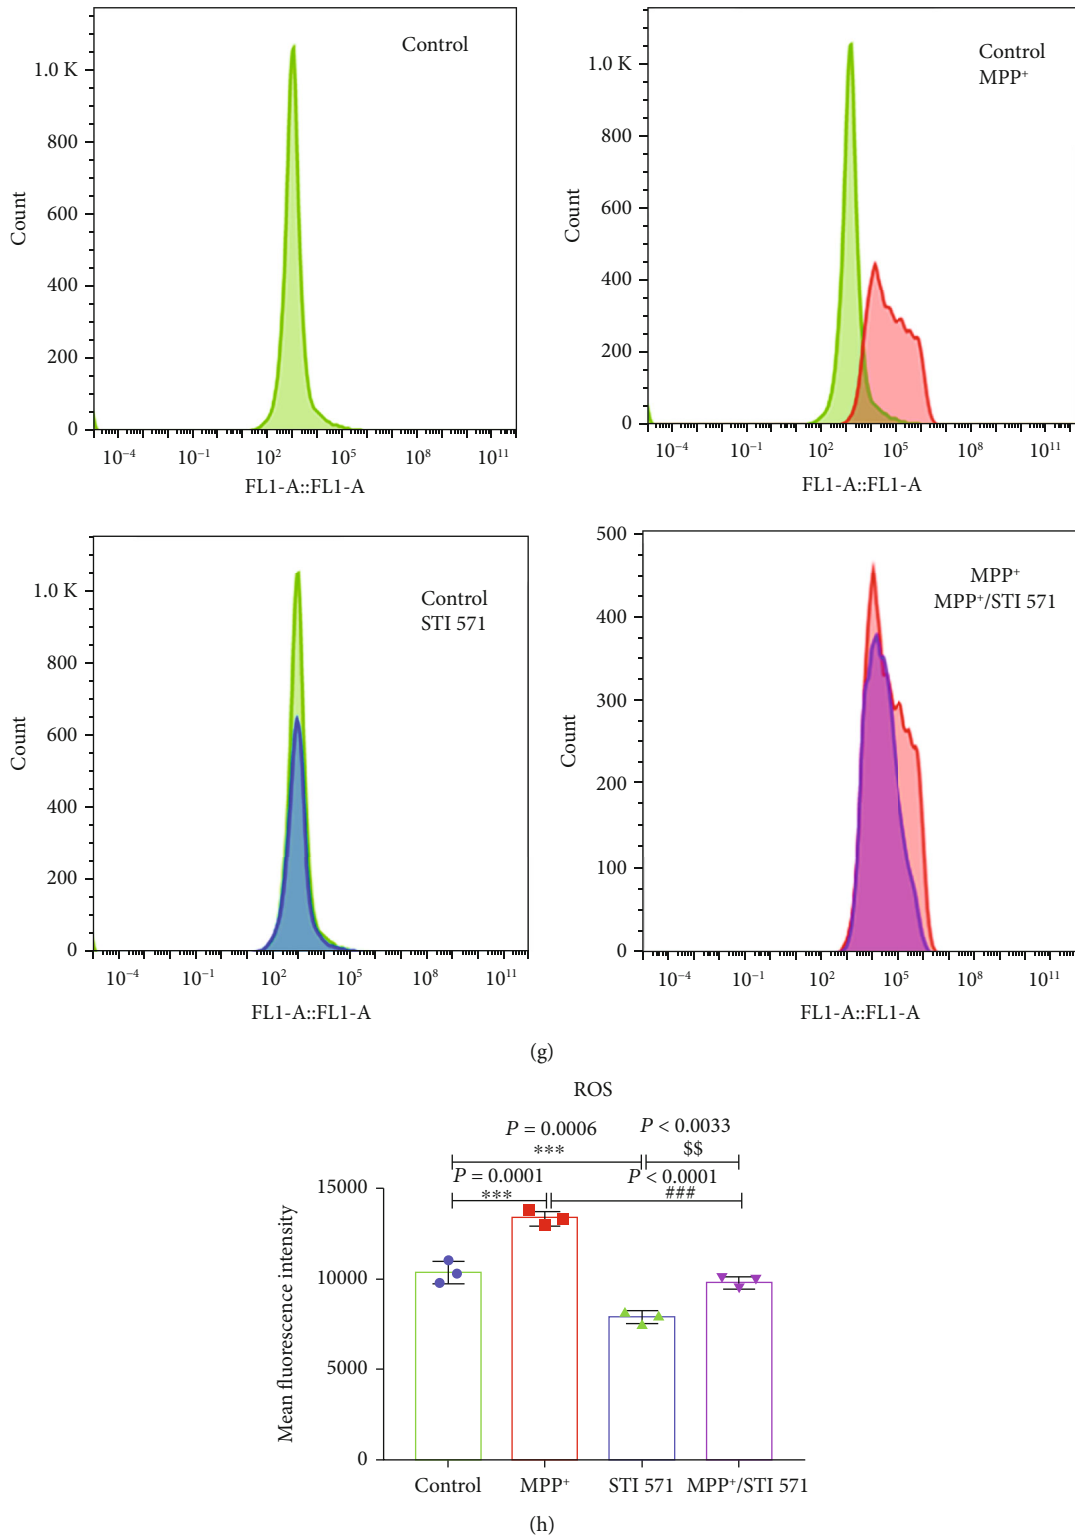 Control
1.0 K
800
600
400
200
0
Count
10⁻⁴ 10⁻¹ 10² 10⁵ 10⁸ 10¹¹
FL1-A::FL1-A
Control
MPP⁺
1.0 K
800
600
400
200
0
Count
10⁻⁴ 10⁻¹ 10² 10⁵ 10⁸ 10¹¹
FL1-A::FL1-A
Control
STI 571
1.0 K
800
600
400
200
0
Count
10⁻⁴ 10⁻¹ 10² 10⁵ 10⁸ 10¹¹
FL1-A::FL1-A
MPP⁺
MPP⁺/STI 571
500
400
300
200
100
0
Count
10⁻⁴ 10⁻¹ 10² 10⁵ 10⁸ 10¹¹
FL1-A::FL1-A
(g)
ROS
P = 0.0006
***
P < 0.0033
$$
P = 0.0001
***
P < 0.0001
###
15000
10000
5000
0
Mean fluorescence intensity
Control MPP⁺ STI 571 MPP⁺/STI 571
(h)